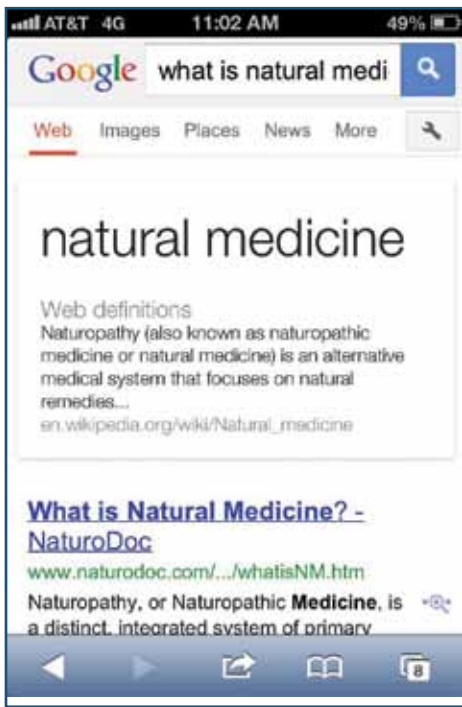 AT&T 4G 11:02 AM 49%
Google what is natural medi
Web Images Places News More
natural medicine
Web definitions
Naturopathy (also known as naturopathic
medicine or natural medicine) is an alternative
medical system that focuses on natural
remedies...
en.wikipedia.org/wiki/Natural_medicine
What is Natural Medicine? -
NaturoDoc
www.naturodoc.com/.../whatisNM.htm
Naturopathy, or Naturopathic Medicine, is
a distinct, integrated system of primary
8